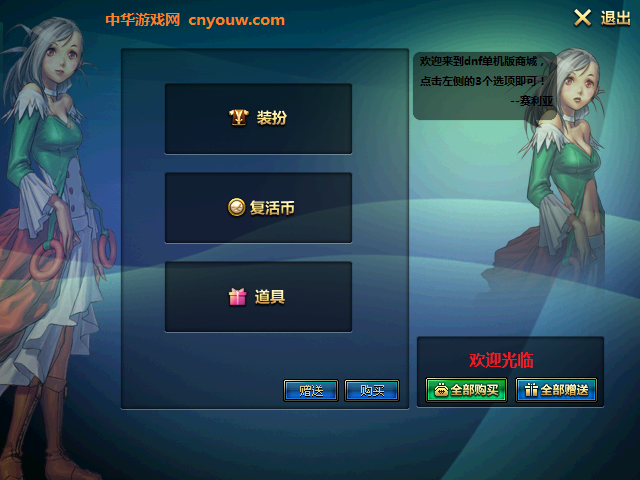 中华游戏网 cnyouw.com
退出
欢迎来到dnf单机版商城，
点击左侧的3个选项即可！
--赛利亚
装扮
复活币
道具
欢迎光临
赠送
购买
全部购买
全部赠送